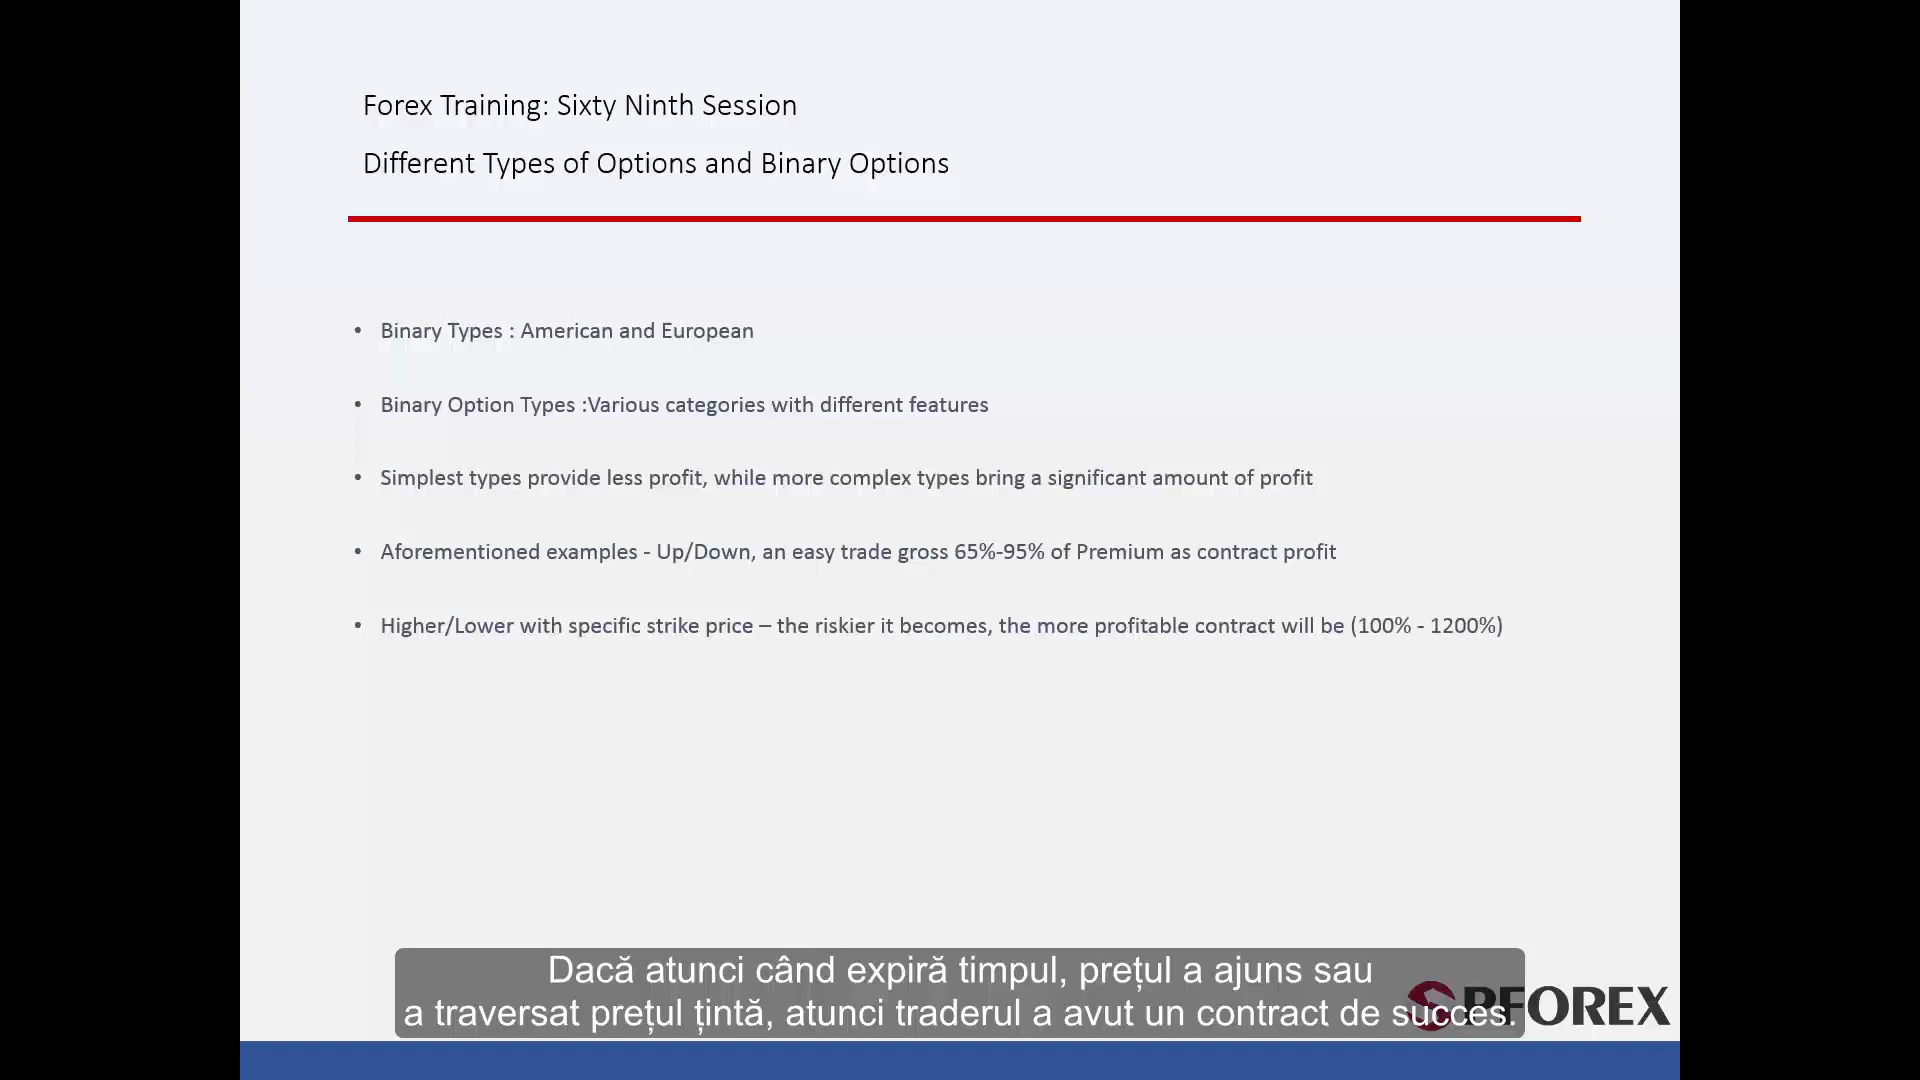 Forex Training: Sixty Ninth Session
Different Types of Options and Binary Options
• Binary Types : American and European
• Binary Option Types :Various categories with different features
• Simplest types provide less profit, while more complex types bring a significant amount of profit
• Aforementioned examples - Up/Down, an easy trade gross 65%-95% of Premium as contract profit
• Higher/Lower with specific strike price – the riskier it becomes, the more profitable contract will be (100% - 1200%)
Dacă atunci când expiră timpul, prețul a ajuns sau
a traversat prețul țintă, atunci traderul a avut un contract de succes.
PFOREX